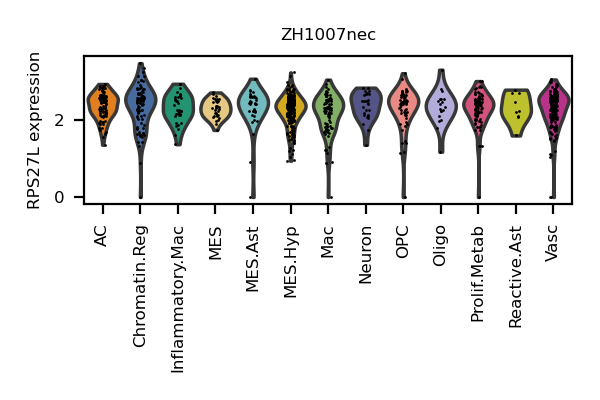 ZH1007nec
RPS27L expression
2
0
AC
Chromatin.Reg
Inflammatory.Mac
MES
MES.Ast
MES.Hyp
Mac
Neuron
OPC
Oligo
Prolif.Metab
Reactive.Ast
Vasc